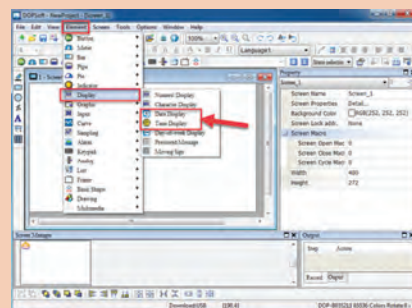 DOPSoft - NewProject - [Screen_1]
File Edit View Element Screen Tools Options Window Help
Button
Meter
Bar
Pipe
Pie
Indicator
Display
Graphic
Input
Curve
Sampling
Alarm
Keypad
Analog
List
Frame
Basic Shape
Drawing
Multimedia
Numeric Display
Character Display
Date Display
Time Display
Day-of-week Display
Prestored Message
Moving Sign
100%
Language1
Property
Screen Name Screen_1
Screen Properties Detail...
Background Color RGB(252, 252, 252)
Screen Lock addr. None
Screen Macro
Screen Open Mac 0
Screen Close Mac 0
Screen Cycle Mac 0
Width 480
Height 272
Output
Step Action
Record Output
Download:USB